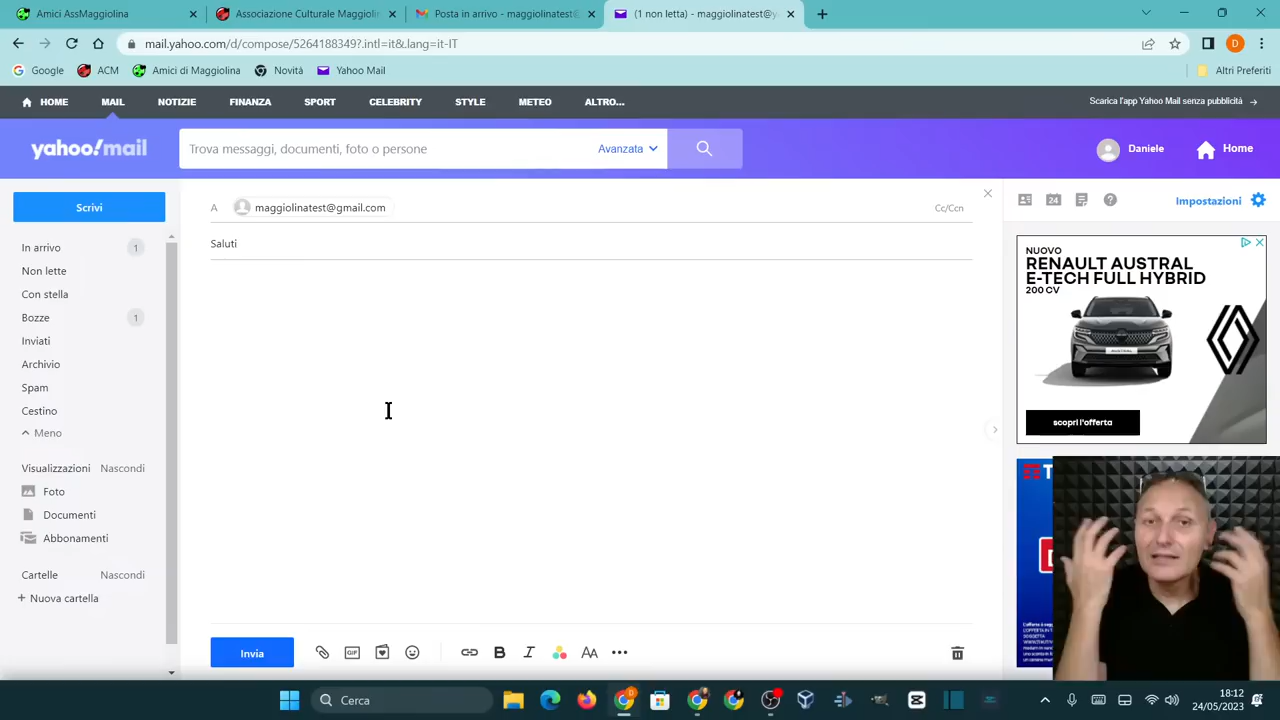 Amici AssMaggiolina
Associazione Culturale Maggiolin
Posta in arrivo - maggiolinatest@
(1 non letta) - maggiolinatest@y
mail.yahoo.com/d/compose/5264188349?.intl=it&.lang=it-IT
D
Google
ACM
Amici di Maggiolina
Novità
Yahoo Mail
Altri Preferiti
HOME
MAIL
NOTIZIE
FINANZA
SPORT
CELEBRITY
STYLE
METEO
ALTRO...
Scarica l'app Yahoo Mail senza pubblicità
yahoo!mail
Trova messaggi, documenti, foto o persone
Avanzata
Daniele
Home
Scrivi
A
maggiolinatest@gmail.com
Cc/Ccn
24
Impostazioni
Saluti
In arrivo 1
Non lette
Con stella
Bozze 1
Inviati
Archivio
Spam
Cestino
Meno
Visualizzazioni Nascondi
Foto
Documenti
Abbonamenti
Cartelle Nascondi
+ Nuova cartella
NUOVO
RENAULT AUSTRAL
E-TECH FULL HYBRID
200 CV
scopri l'offerta
Invia
B
I
AA
Cerca
18:12
24/05/2023